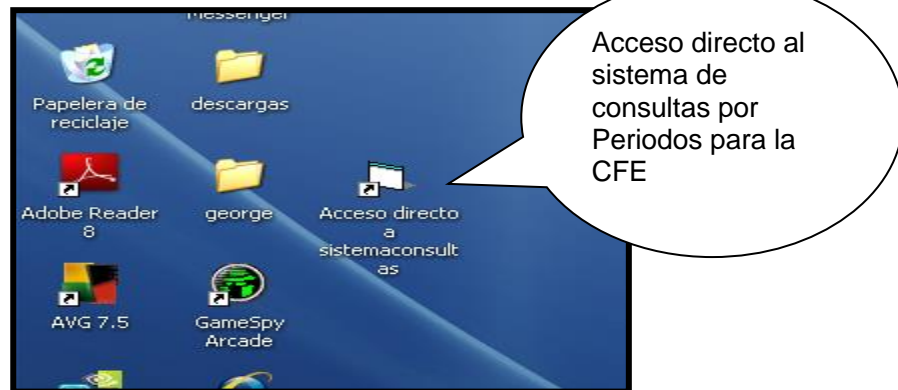 Messenger
Papelera de
reciclaje
descargas
Adobe Reader
8
george
Acceso directo
a
sistemaconsult
as
AVG 7.5
GameSpy
Arcade
Acceso directo al
sistema de
consultas por
Periodos para la
CFE